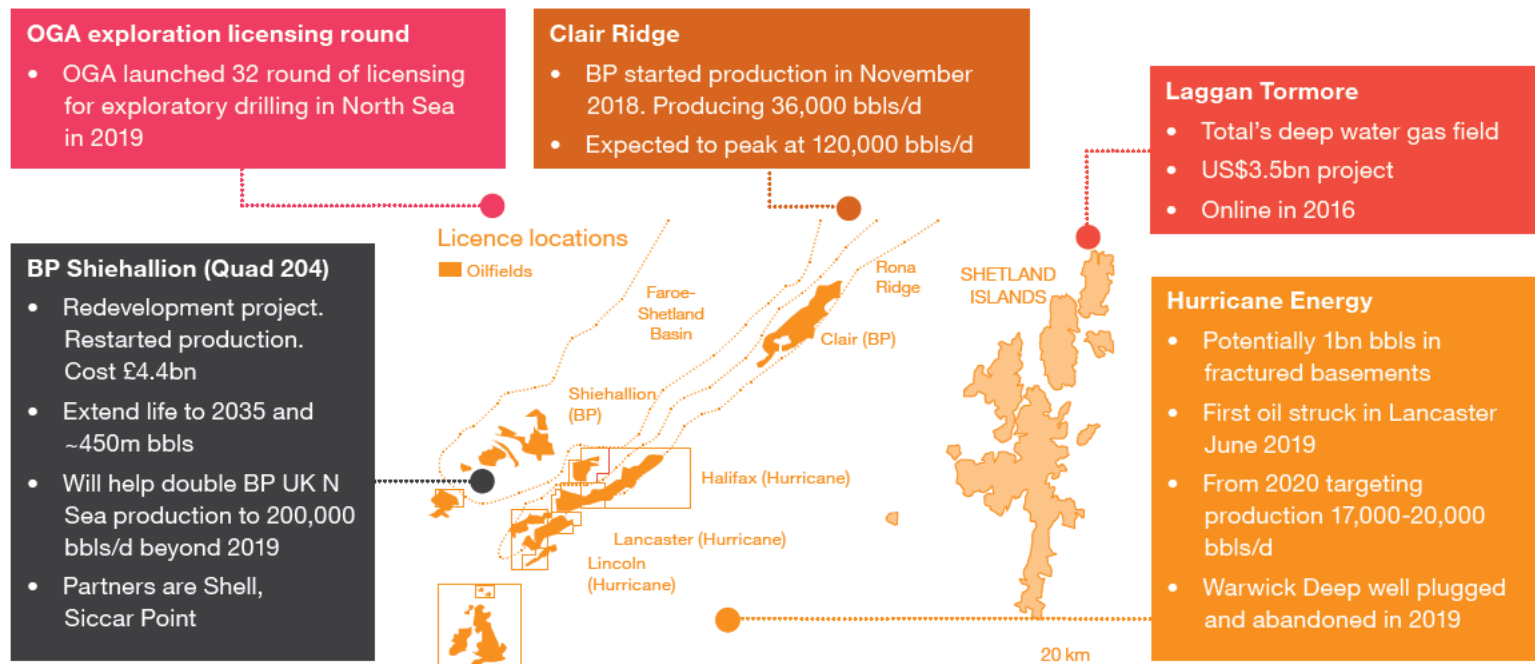 OGA exploration licensing round
• OGA launched 32 round of licensing
for exploratory drilling in North Sea
in 2019
Clair Ridge
• BP started production in November
2018. Producing 36,000 bbls/d
• Expected to peak at 120,000 bbls/d
Laggan Tormore
• Total's deep water gas field
• US$3.5bn project
• Online in 2016
BP Shiehallion (Quad 204)
• Redevelopment project.
Restarted production.
Cost £4.4bn
• Extend life to 2035 and
~450m bbls
• Will help double BP UK N
Sea production to 200,000
bbls/d beyond 2019
• Partners are Shell,
Siccar Point
Licence locations
Oilfields
Faroe-
Shetland
Basin
Rona
Ridge
SHETLAND
ISLANDS
Clair (BP)
Shiehallion
(BP)
Halifax (Hurricane)
Lancaster (Hurricane)
Lincoln
(Hurricane)
20 km
Hurricane Energy
• Potentially 1bn bbls in
fractured basements
• First oil struck in Lancaster
June 2019
• From 2020 targeting
production 17,000-20,000
bbls/d
• Warwick Deep well plugged
and abandoned in 2019